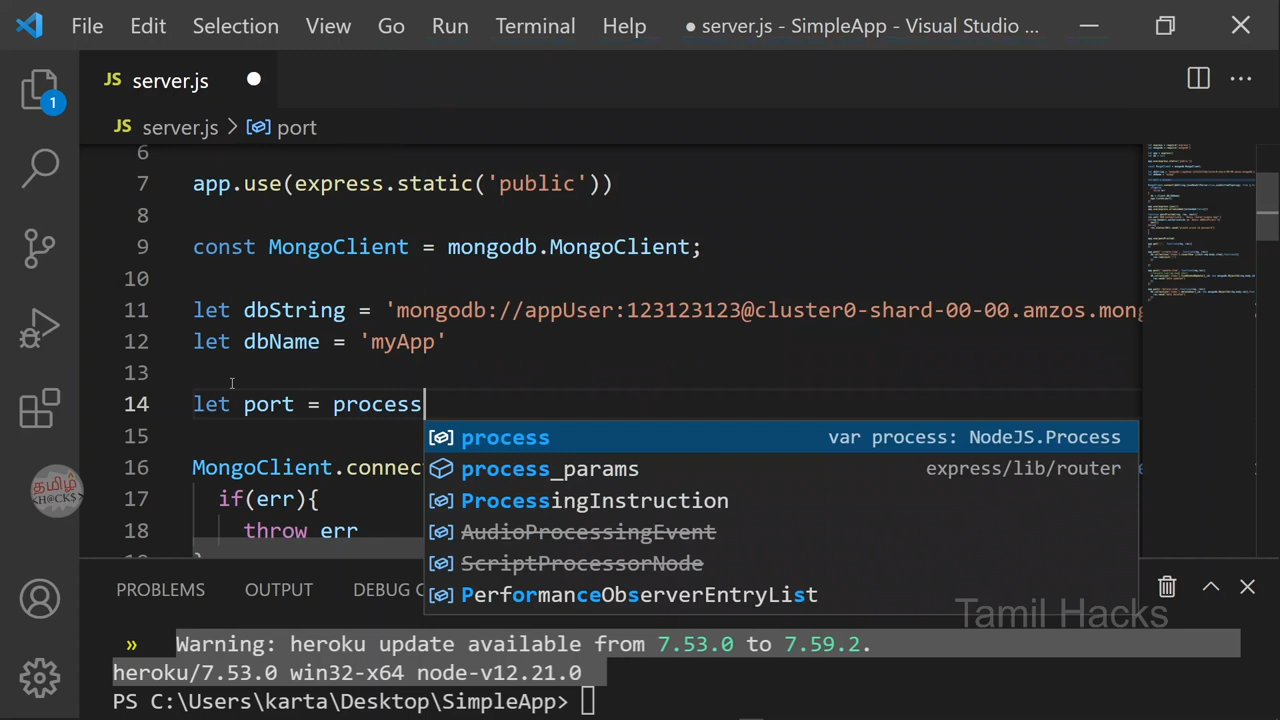 File Edit Selection View Go Run Terminal Help ● server.js - SimpleApp - Visual Studio ...
JS server.js
1
JS server.js > port
6
7 app.use(express.static('public'))
8
9 const MongoClient = mongodb.MongoClient;
10
11 let dbString = 'mongodb://appUser:123123123@cluster0-shard-00-00.amzos.mong
12 let dbName = 'myApp'
13
14 let port = process
process var process: NodeJS.Process
15
16 MongoClient.connec
process_params express/lib/router
17 if(err){
ProcessingInstruction
18 throw err
AudioProcessingEvent
ScriptProcessorNode
PerformanceObserverEntryList
தமிழ்
<H@CK$>
PROBLEMS OUTPUT DEBUG C
Tamil Hacks
» Warning: heroku update available from 7.53.0 to 7.59.2.
heroku/7.53.0 win32-x64 node-v12.21.0
PS C:\Users\karta\Desktop\SimpleApp>